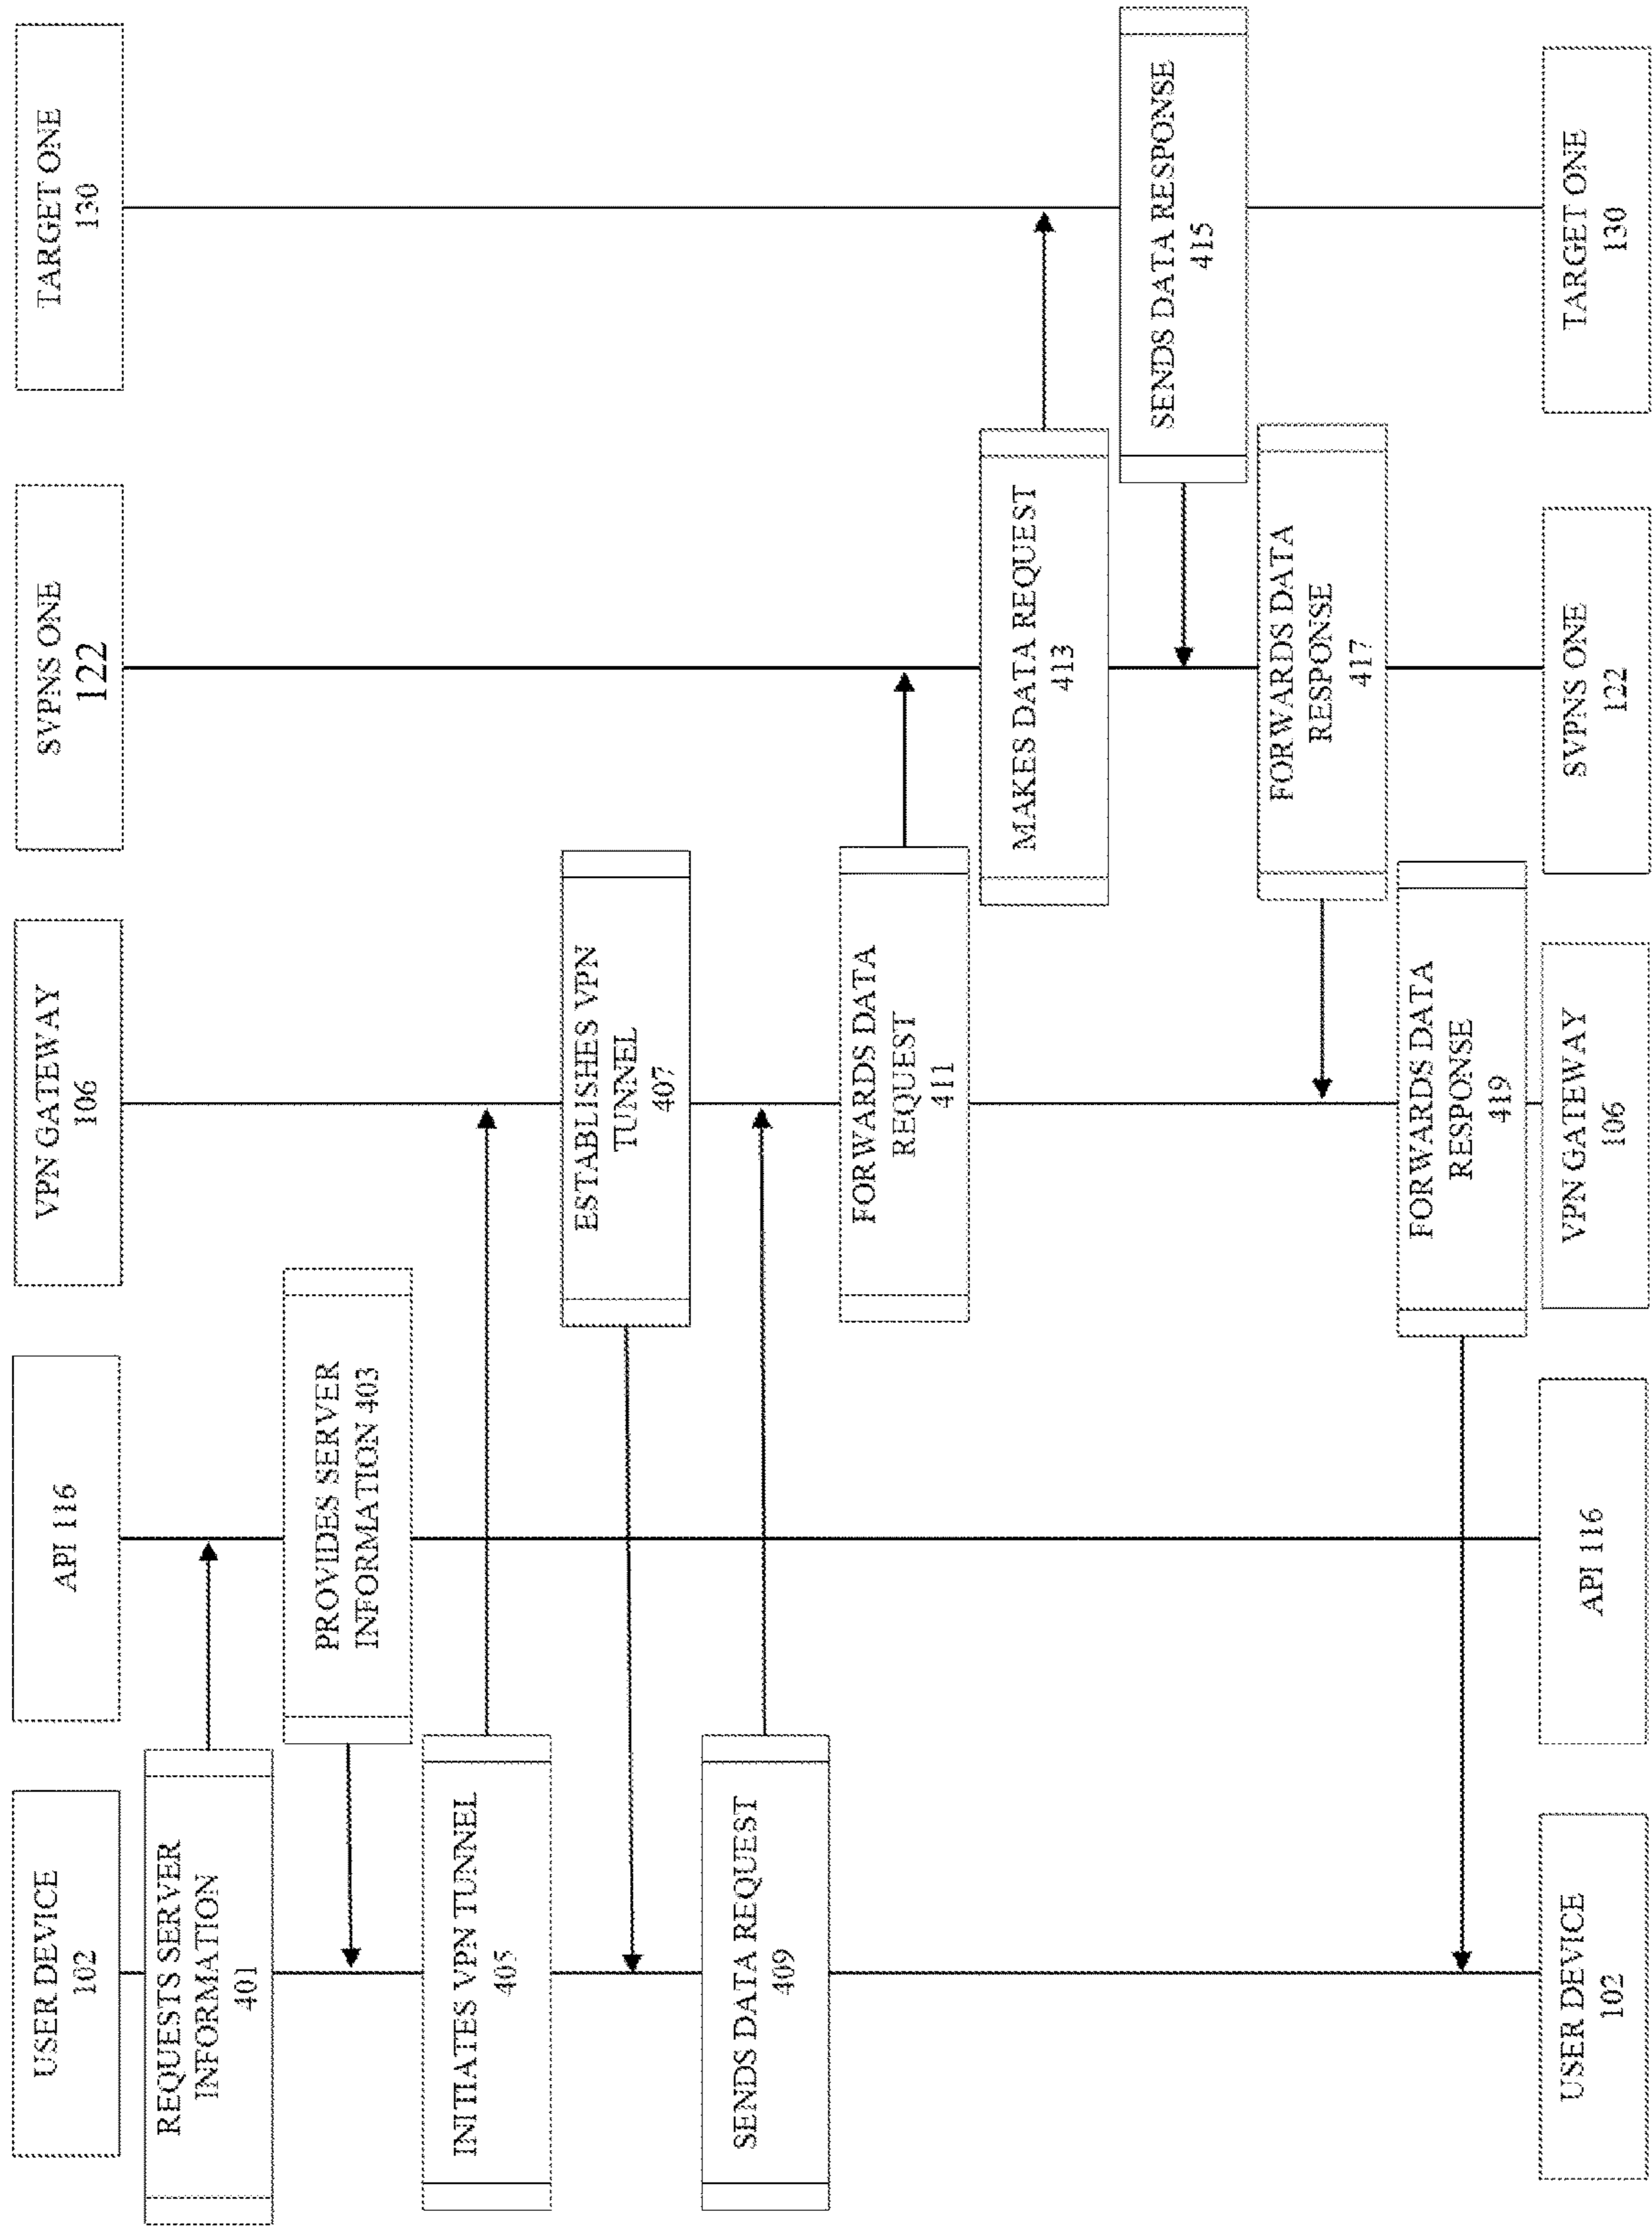 USER DEVICE
102
API 116
VPN GATEWAY
106
SVPNS ONE
122
TARGET ONE
130
REQUESTS SERVER
INFORMATION
401
PROVIDES SERVER
INFORMATION 403
INITIATES VPN TUNNEL
405
ESTABLISHES VPN
TUNNEL
407
SENDS DATA REQUEST
409
FORWARDS DATA
REQUEST
411
MAKES DATA REQUEST
413
SENDS DATA RESPONSE
415
FORWARDS DATA
RESPONSE
417
FORWARDS DATA
RESPONSE
419
USER DEVICE
102
API 116
VPN GATEWAY
106
SVPNS ONE
122
TARGET ONE
130